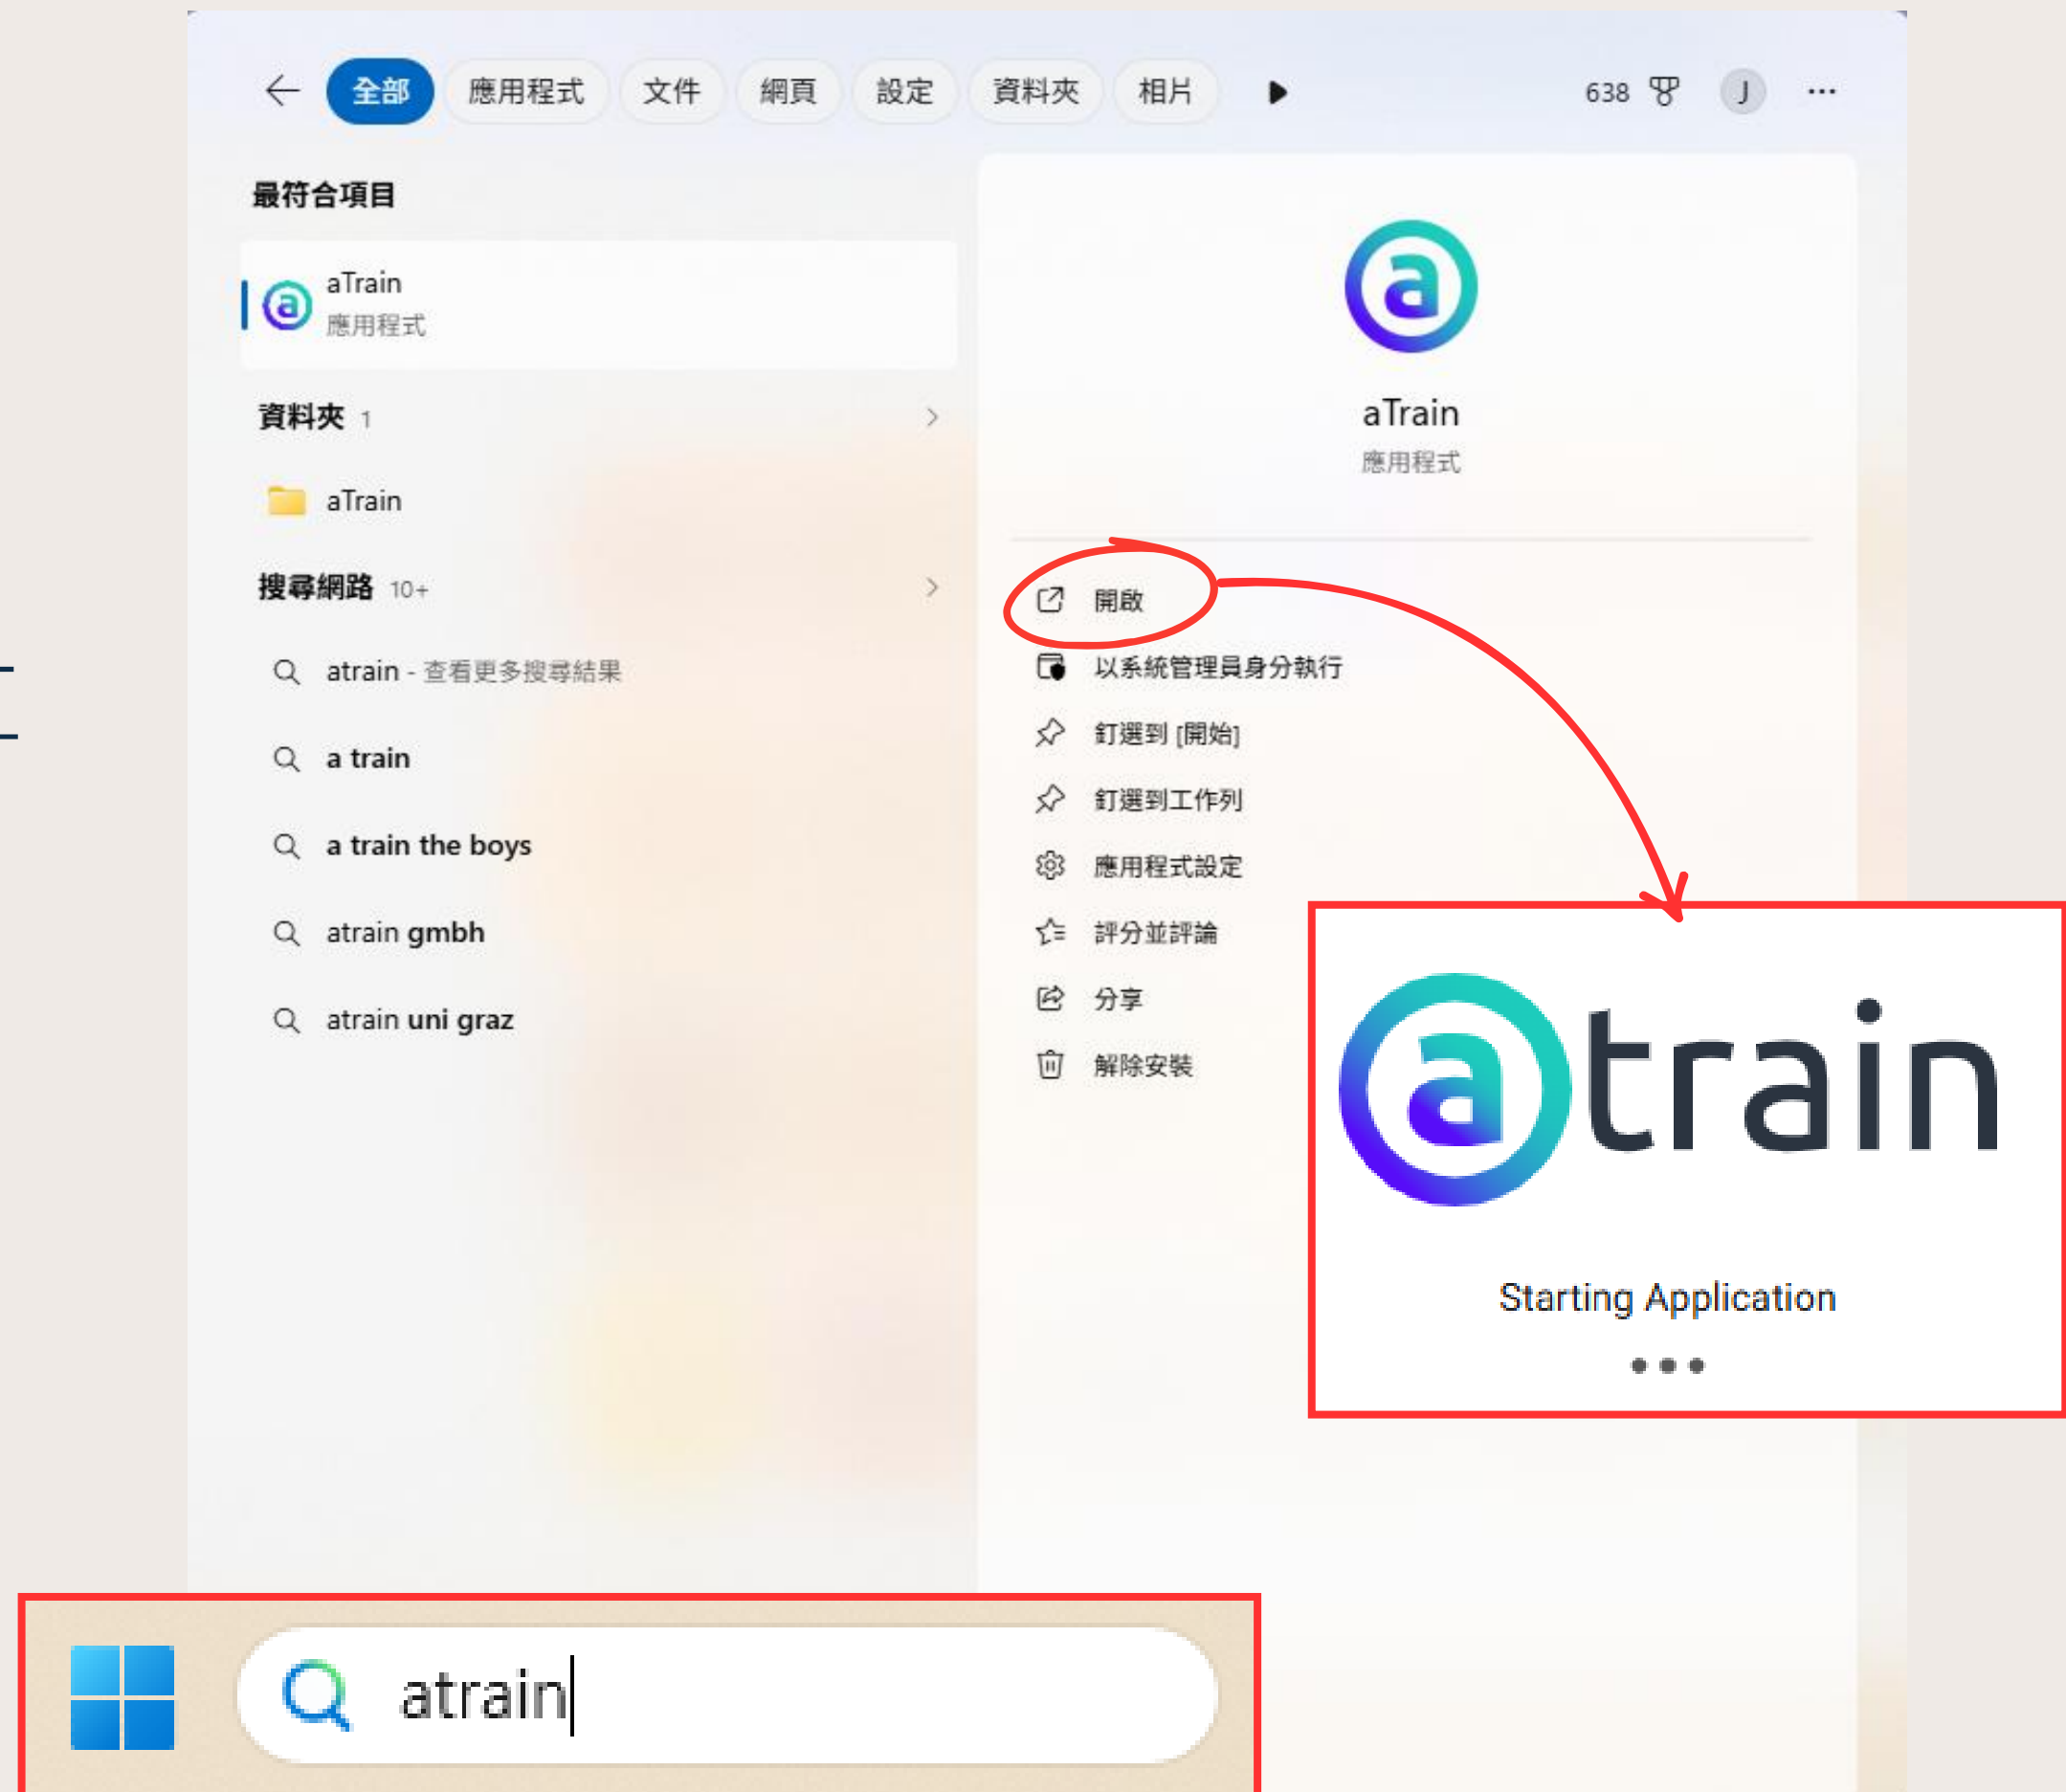 全部 應用程式 文件 網頁 設定 資料夾 相片 638 J
最符合項目
aTrain
應用程式
資料夾 1
aTrain
搜尋網路 10+
atrain - 查看更多搜尋結果
a train
a train the boys
atrain gmbh
atrain uni graz
aTrain
應用程式
開啟
以系統管理員身分執行
釘選到 [開始]
釘選到工作列
應用程式設定
評分並評論
分享
解除安裝
atrain
Starting Application
atrain